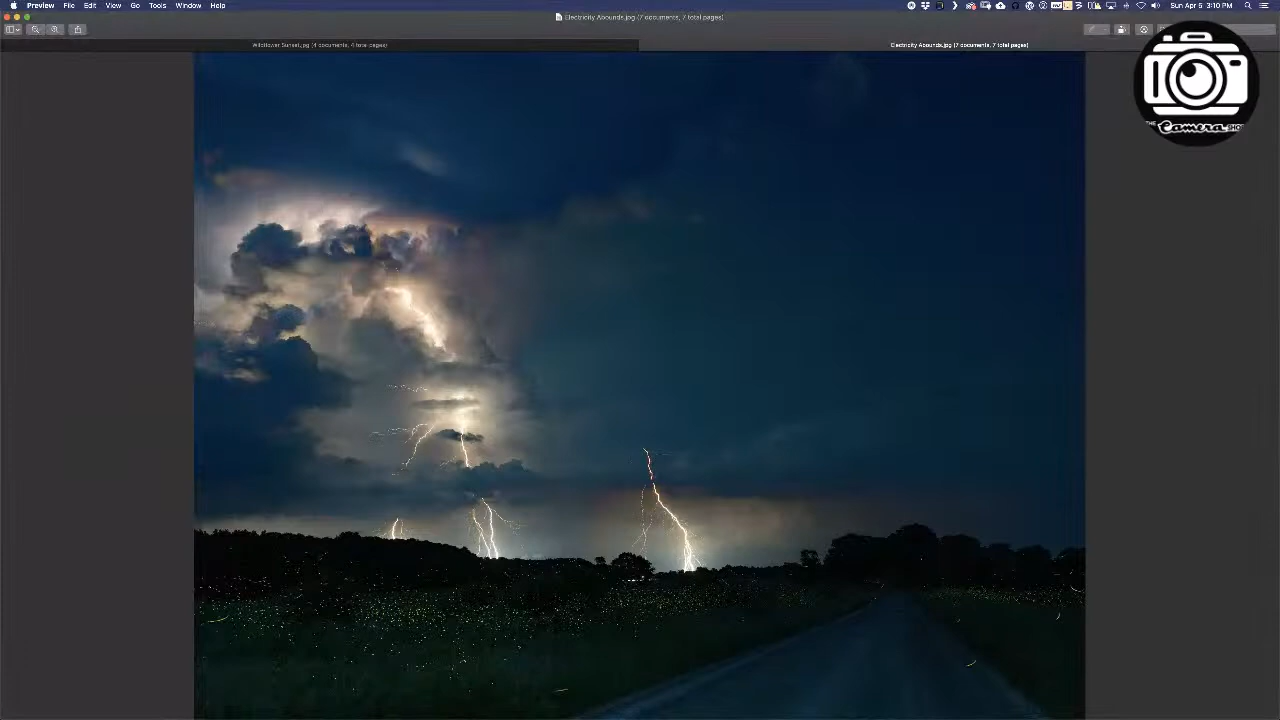 Preview File Edit View Go Tools Window Help
Sun Apr 5 3:10 PM
Electricity Abounds.jpg (7 documents, 7 total pages)
Wildflower Sunset.jpg (4 documents, 4 total pages)
Electricity Abounds.jpg (7 documents, 7 total pages)
THE Camera SHOP